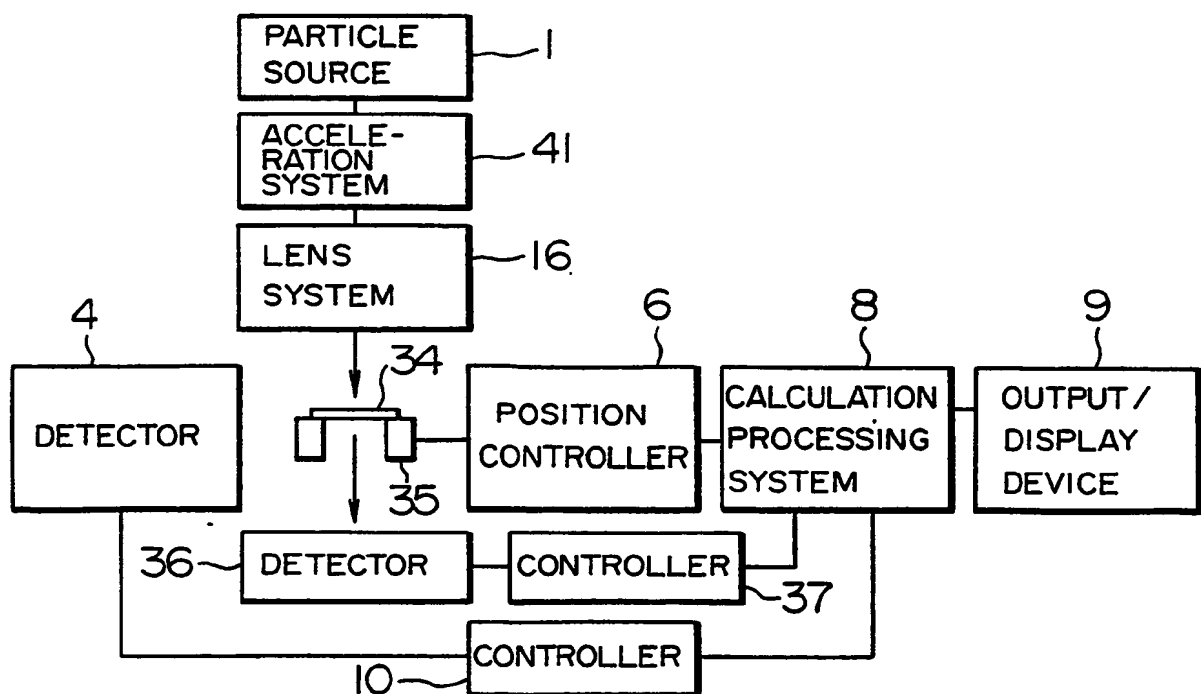 PARTICLE
SOURCE
1
ACCELE-
RATION
SYSTEM
41
LENS
SYSTEM
16
4
DETECTOR
34
35
6
POSITION
CONTROLLER
8
CALCULATION
PROCESSING
SYSTEM
9
OUTPUT/
DISPLAY
DEVICE
36
DETECTOR
CONTROLLER
37
CONTROLLER
10